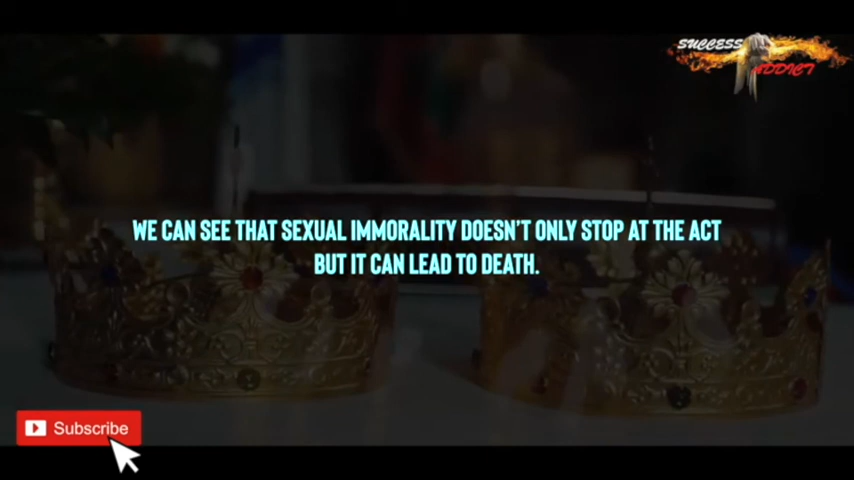 SUCCESS
ADDICT
WE CAN SEE THAT SEXUAL IMMORALITY DOESN'T ONLY STOP AT THE ACT
BUT IT CAN LEAD TO DEATH.
Subscribe